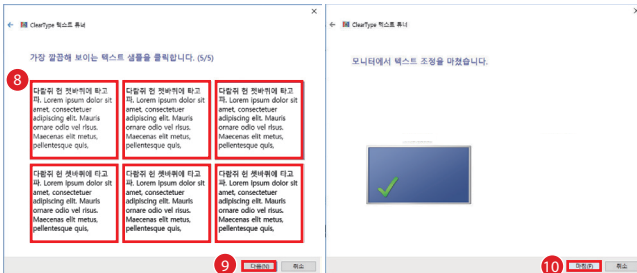 ClearType 텍스트 튜너
가장 깔끔해 보이는 텍스트 샘플을 클릭합니다. (5/5)
8
다람쥐 헌 쳇바퀴에 타고
파. Lorem ipsum dolor sit
amet, consectetuer
adipiscing elit. Mauris
ornare odio vel risus.
Maecenas elit metus,
pellentesque quis,
다람쥐 헌 쳇바퀴에 타고
파. Lorem ipsum dolor sit
amet, consectetuer
adipiscing elit. Mauris
ornare odio vel risus.
Maecenas elit metus,
pellentesque quis,
다람쥐 헌 쳇바퀴에 타고
파. Lorem ipsum dolor sit
amet, consectetuer
adipiscing elit. Mauris
ornare odio vel risus.
Maecenas elit metus,
pellentesque quis,
다람쥐 헌 쳇바퀴에 타고
파. Lorem ipsum dolor sit
amet, consectetuer
adipiscing elit. Mauris
ornare odio vel risus.
Maecenas elit metus,
pellentesque quis,
다람쥐 헌 쳇바퀴에 타고
파. Lorem ipsum dolor sit
amet, consectetuer
adipiscing elit. Mauris
ornare odio vel risus.
Maecenas elit metus,
pellentesque quis,
다람쥐 헌 쳇바퀴에 타고
파. Lorem ipsum dolor sit
amet, consectetuer
adipiscing elit. Mauris
ornare odio vel risus.
Maecenas elit metus,
pellentesque quis,
9 다음(N) 취소
ClearType 텍스트 튜너
모니터에서 텍스트 조정을 마쳤습니다.
10 마침(F) 취소